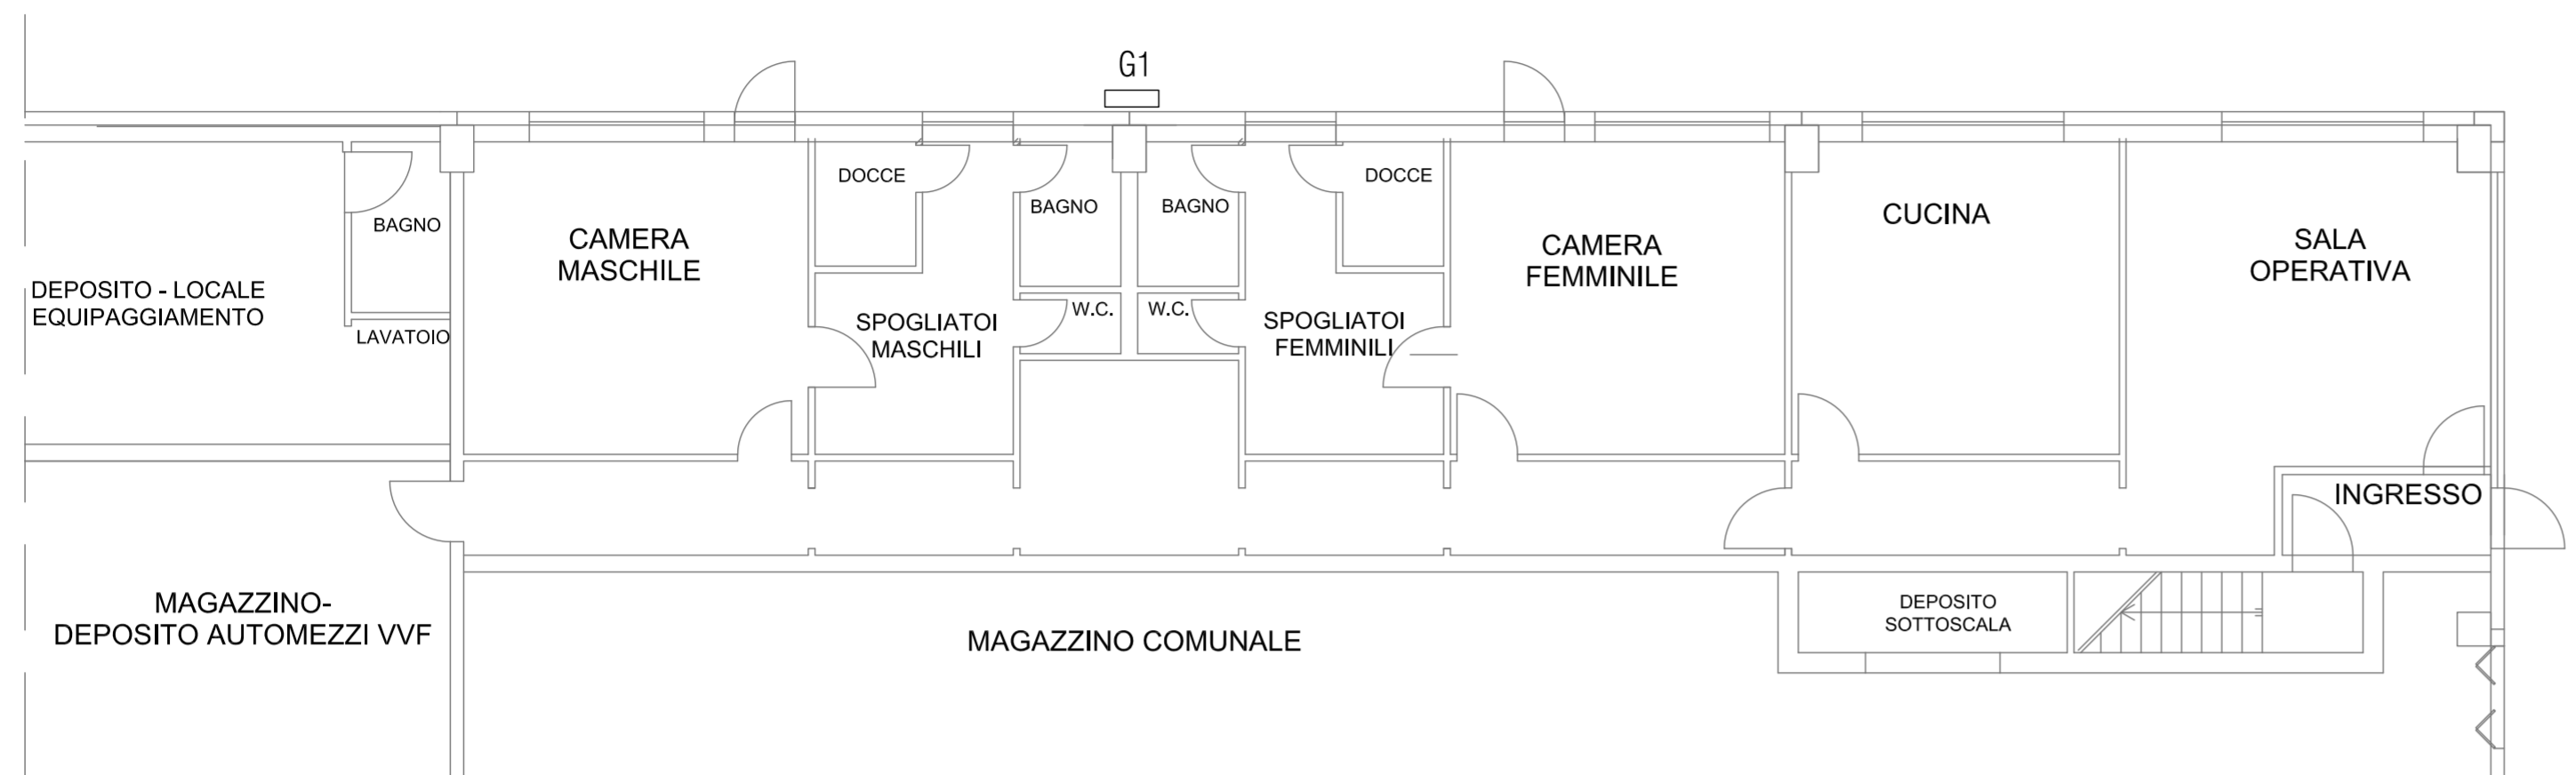 G1
DOCCE
DOCCE
BAGNO
BAGNO
BAGNO
CUCINA
CAMERA
MASCHILE
CAMERA
FEMMINILE
SALA
OPERATIVA
DEPOSITO - LOCALE
EQUIPAGGIAMENTO
LAVATOIO
W.C.
W.C.
SPOGLIATOI
MASCHILI
SPOGLIATOI
FEMMINILI
INGRESSO
MAGAZZINO-
DEPOSITO AUTOMEZZI VVF
MAGAZZINO COMUNALE
DEPOSITO
SOTTOSCALA